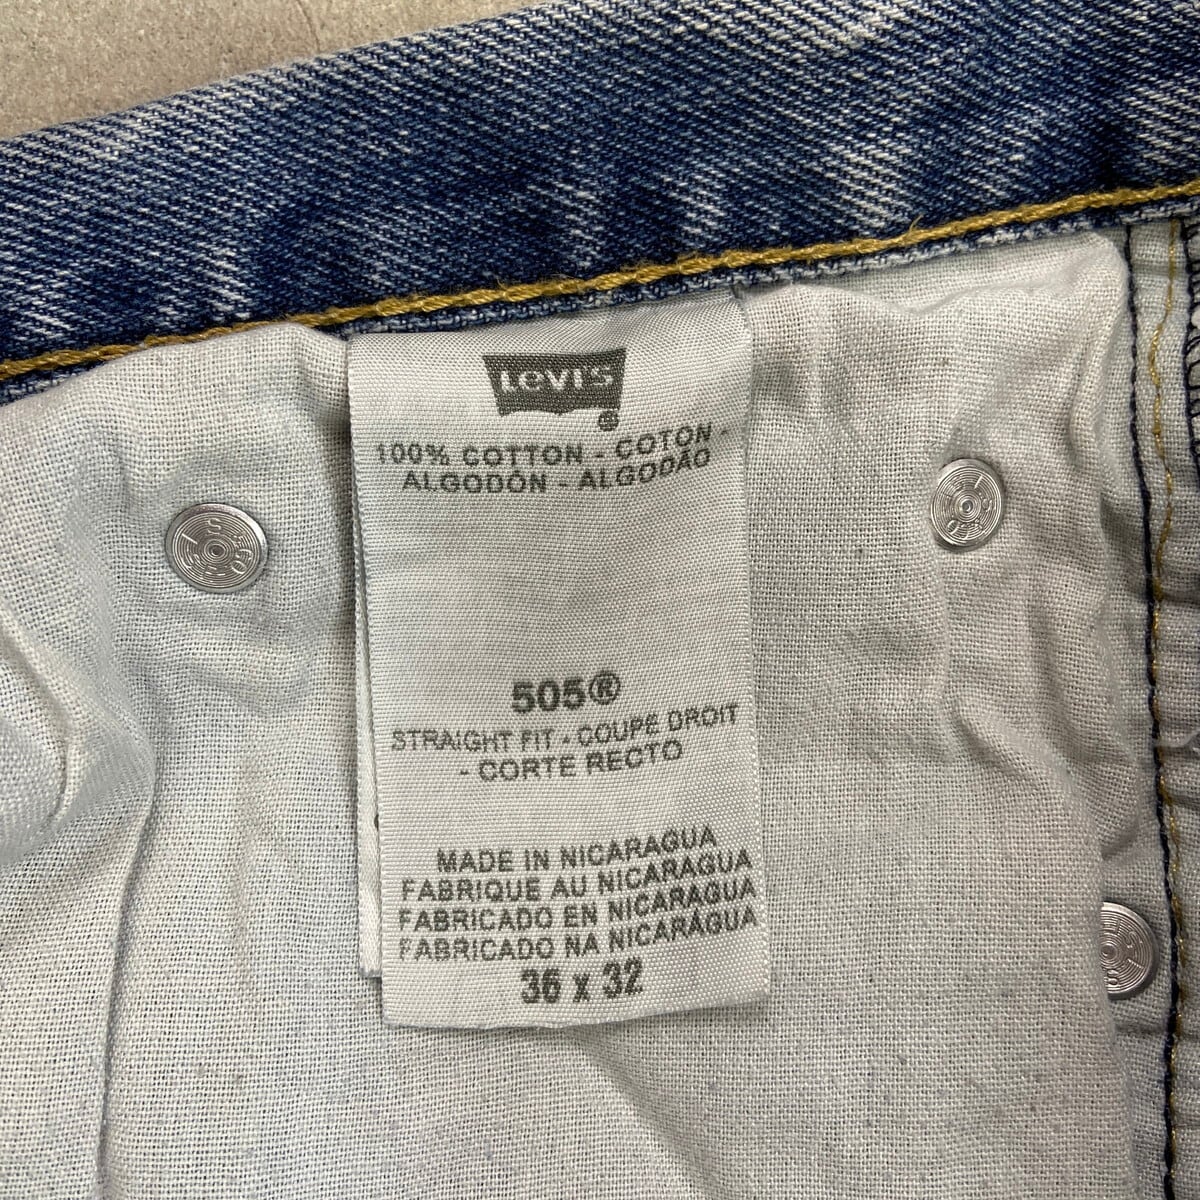 Levi's
®
100% COTTON - COTON -
ALGODÓN - ALGODÃO
505®
STRAIGHT FIT - COUPE DROIT
- CORTE RECTO
MADE IN NICARAGUA
FABRIQUE AU NICARAGUA
FABRICADO EN NICARAGUA
FABRICADO NA NICARÁGUA
36 x 32